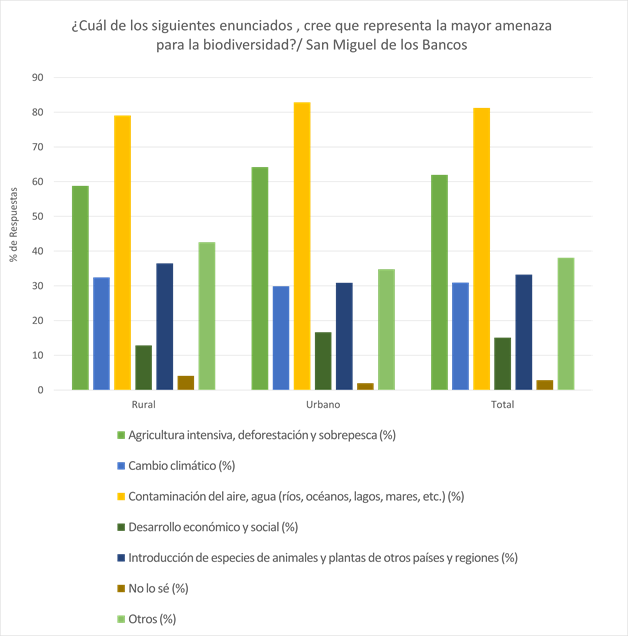 ¿Cuál de los siguientes enunciados , cree que representa la mayor amenaza
para la biodiversidad?/ San Miguel de los Bancos
90
80
70
60
50
40
30
20
10
0
% de Respuestas
Rural
Urbano
Total
Agricultura intensiva, deforestación y sobrepesca (%)
Cambio climático (%)
Contaminación del aire, agua (ríos, océanos, lagos, mares, etc.) (%)
Desarrollo económico y social (%)
Introducción de especies de animales y plantas de otros países y regiones (%)
No lo sé (%)
Otros (%)